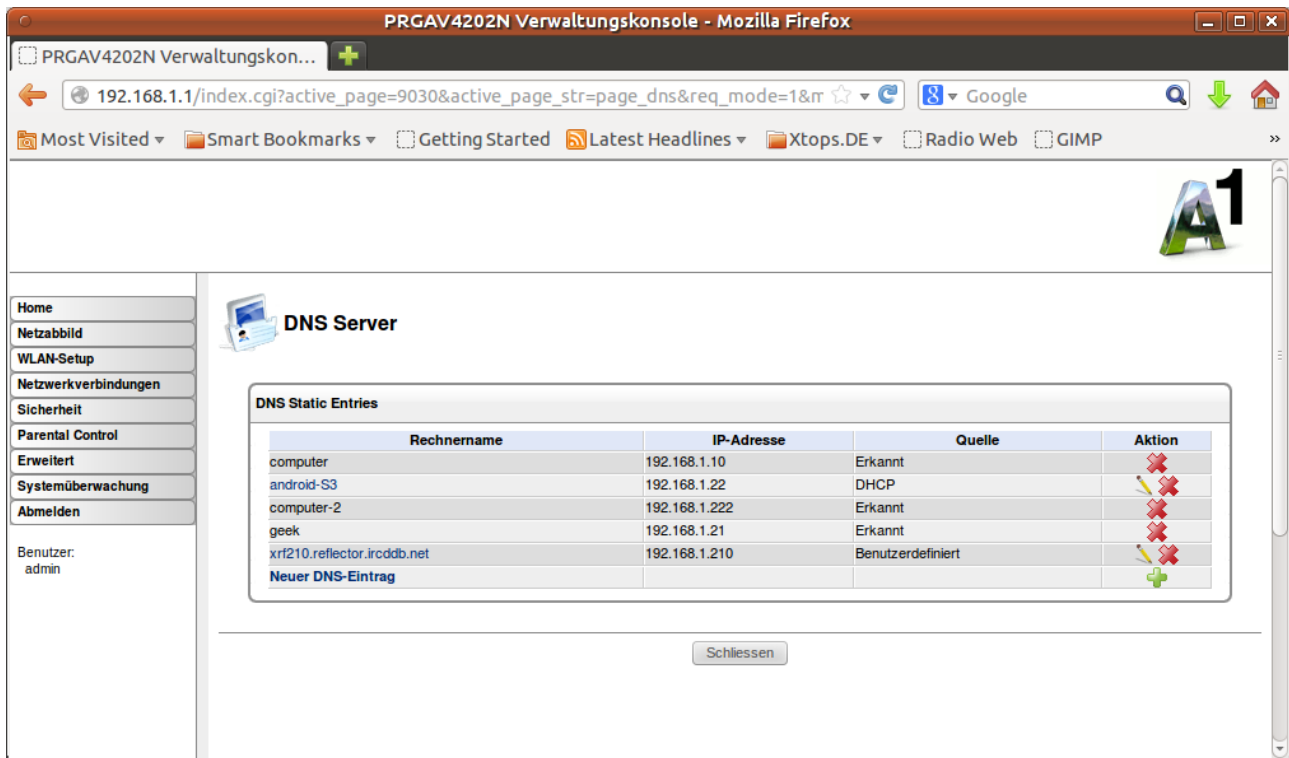 PRGAV4202N Verwaltungskonsole - Mozilla Firefox
PRGAV4202N Verwaltungskon...
192.168.1.1/index.cgi?active_page=9030&active_page_str=page_dns&req_mode=1&m
8 Google
Most Visited Smart Bookmarks Getting Started Latest Headlines Xtops.DE Radio Web GIMP »
A1
Home
Netzabbild
WLAN-Setup
Netzwerkverbindungen
Sicherheit
Parental Control
Erweitert
Systemüberwachung
Abmelden
Benutzer:
admin
DNS Server
DNS Static Entries
Rechnername IP-Adresse Quelle Aktion
computer 192.168.1.10 Erkannt
android-S3 192.168.1.22 DHCP
computer-2 192.168.1.222 Erkannt
geek 192.168.1.21 Erkannt
xrf210.reflector.ircddb.net 192.168.1.210 Benutzerdefiniert
Neuer DNS-Eintrag
Schliessen